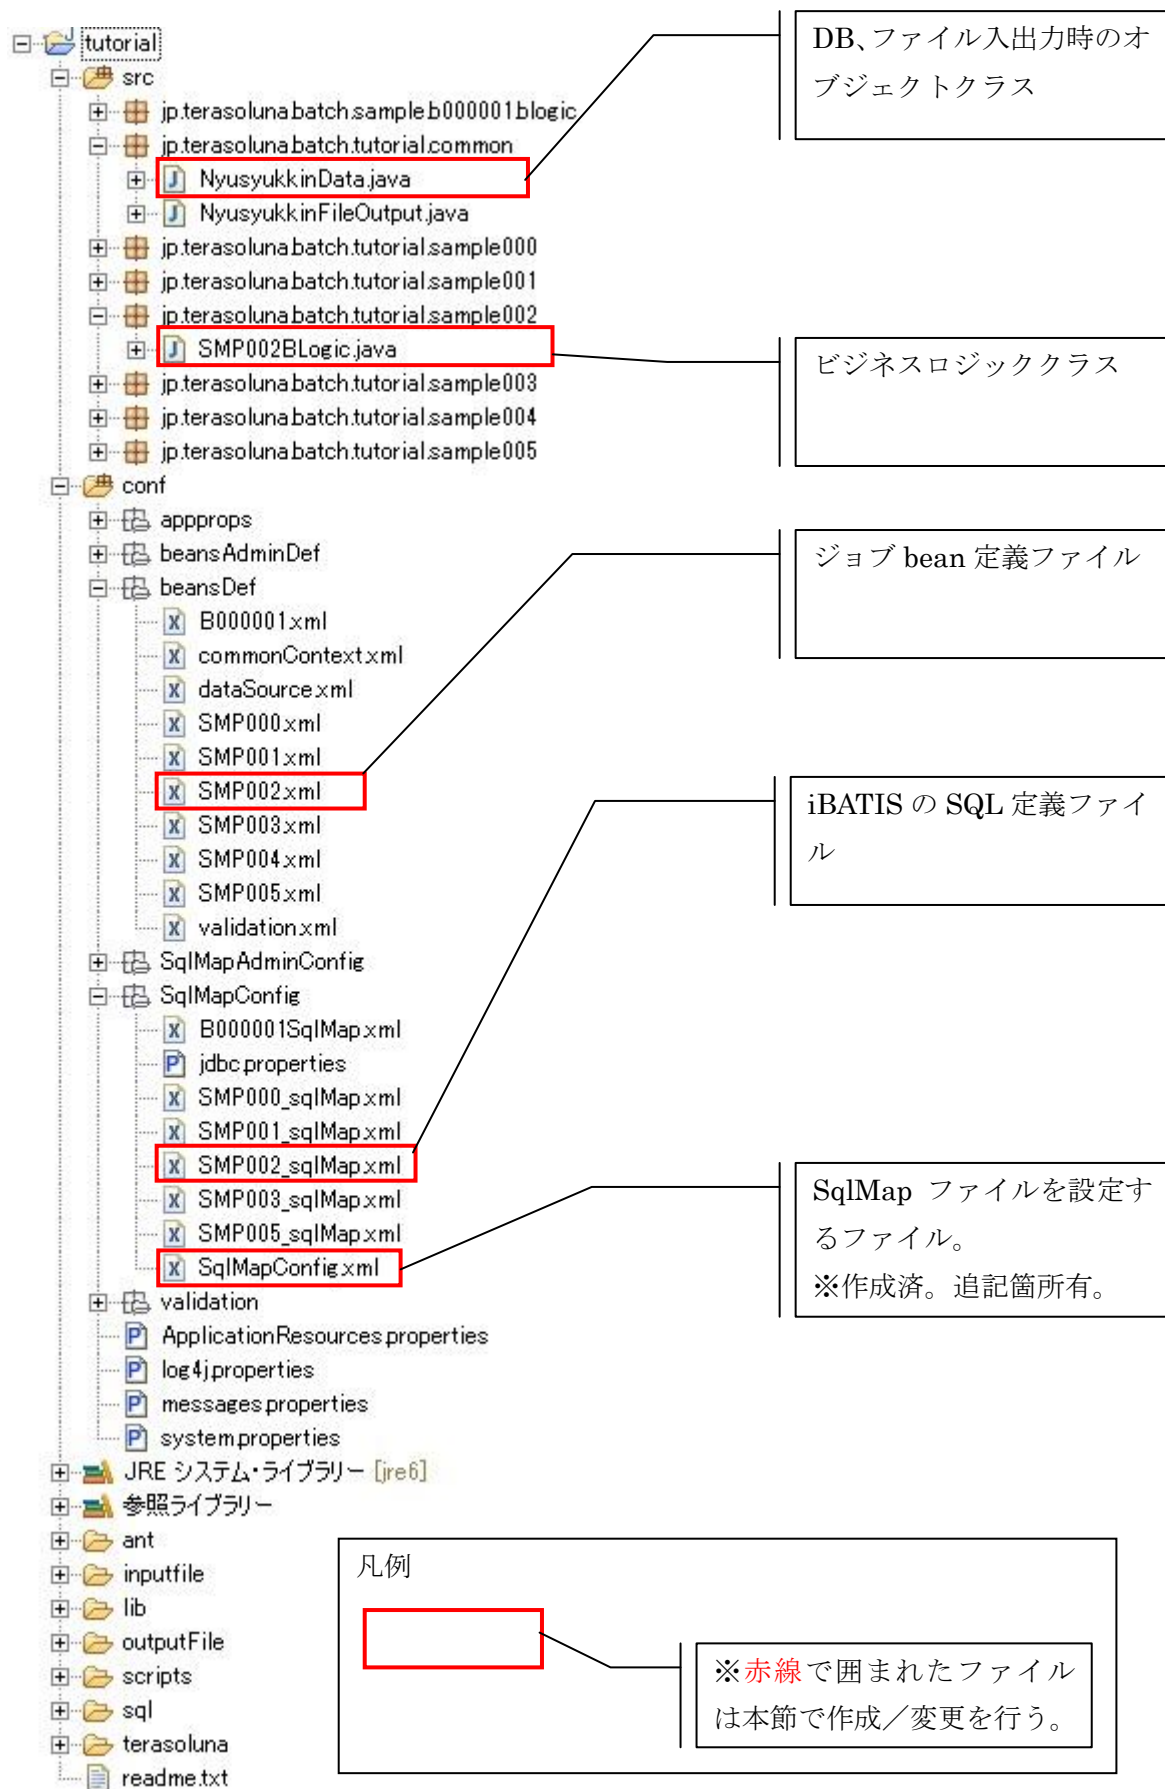 tutorial
src
jp.terasoluna.batch.sample.b000001.blogic
jp.terasoluna.batch.tutorial.common
NyusyukkinData.java
NyusyukkinFileOutput.java
jp.terasoluna.batch.tutorial.sample000
jp.terasoluna.batch.tutorial.sample001
jp.terasoluna.batch.tutorial.sample002
SMP002BLogic.java
jp.terasoluna.batch.tutorial.sample003
jp.terasoluna.batch.tutorial.sample004
jp.terasoluna.batch.tutorial.sample005
conf
appprops
beansAdminDef
beansDef
B000001.xml
commonContext.xml
dataSource.xml
SMP000.xml
SMP001.xml
SMP002.xml
SMP003.xml
SMP004.xml
SMP005.xml
validation.xml
SqlMapAdminConfig
SqlMapConfig
B000001SqlMap.xml
jdbc.properties
SMP000_sqlMap.xml
SMP001_sqlMap.xml
SMP002_sqlMap.xml
SMP003_sqlMap.xml
SMP005_sqlMap.xml
SqlMapConfig.xml
validation
ApplicationResources.properties
log4j.properties
messages.properties
system.properties
JRE システム・ライブラリー [jre6]
参照ライブラリー
ant
inputfile
lib
outputFile
scripts
sql
terasoluna
readme.txt
DB、ファイル入出力時のオ
ブジェクトクラス
ビジネスロジッククラス
ジョブ bean 定義ファイル
iBATIS の SQL 定義ファイ
ル
SqlMap ファイルを設定す
るファイル。
※作成済。追記箇所有。
凡例
※赤線で囲まれたファイル
は本節で作成／変更を行う。